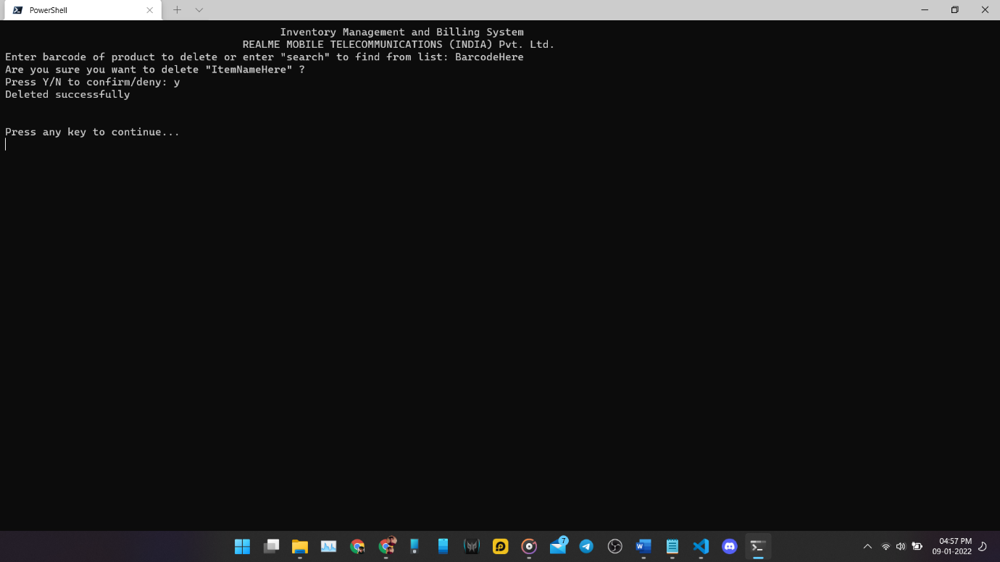 PowerShell
Inventory Management and Billing System
REALME MOBILE TELECOMMUNICATIONS (INDIA) Pvt. Ltd.
Enter barcode of product to delete or enter "search" to find from list: BarcodeHere
Are you sure you want to delete "ItemNameHere" ?
Press Y/N to confirm/deny: y
Deleted successfully
Press any key to continue...
7
04:57 PM
09-01-2022